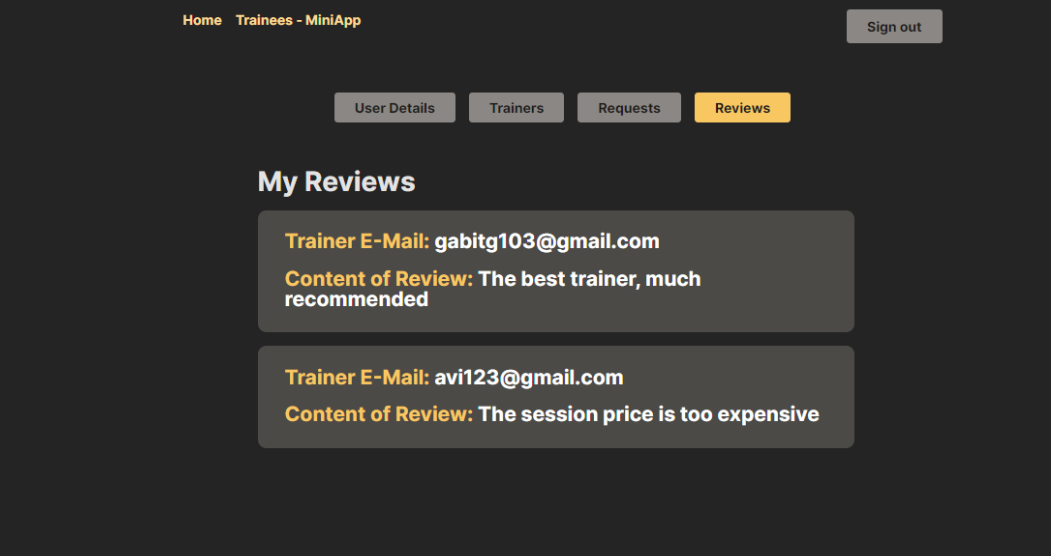 Home Trainees - MiniApp Sign out
User Details Trainers Requests Reviews
My Reviews
Trainer E-Mail: gabitg103@gmail.com
Content of Review: The best trainer, much
recommended
Trainer E-Mail: avi123@gmail.com
Content of Review: The session price is too expensive